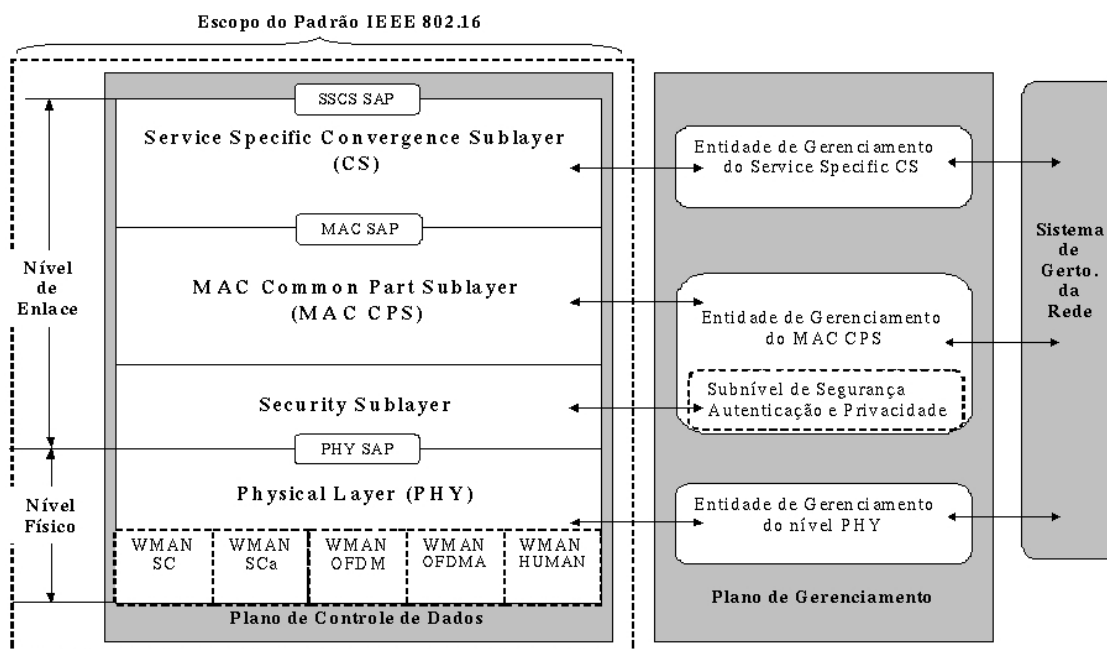 Escopo do Padrão IEEE 802.16
SSCS SAP
Service Specific Convergence Sublayer
(CS)
MAC SAP
MAC Common Part Sublayer
(MAC CPS)
Security Sublayer
PHY SAP
Physical Layer (PHY)
WMAN
SC
WMAN
SCa
WMAN
OFDM
WMAN
OFDMA
WMAN
HUMAN
Plano de Controle de Dados
Nível
de
Enlace
Nível
Físico
Entidade de Gerenciamento
do Service Specific CS
Entidade de Gerenciamento
do MAC CPS
Subnível de Segurança
Autenticação e Privacidade
Entidade de Gerenciamento
do nível PHY
Plano de Gerenciamento
Sistema
de
Gerto.
da
Rede